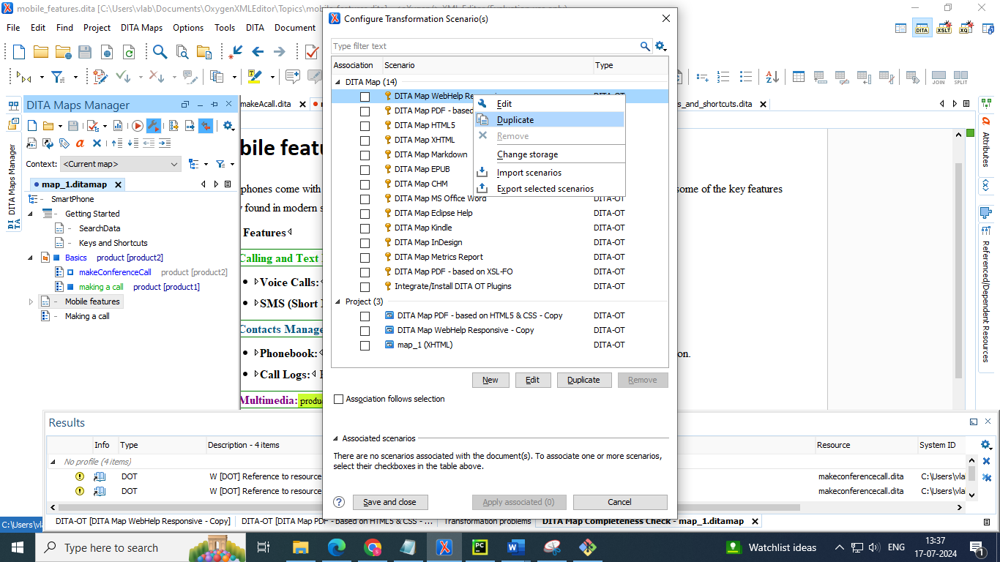 mobile_features.dita [C:\Users\vlab\Documents\OxygenXMLEditor\Topics\mobile_features.dita]
File Edit Find Project DITA Maps Options Tools DITA Document
DITA XSLT XQ
JOIN SPLIT
DITA Maps Manager
Context: <Current map>
map_1.ditamap
SmartPhone
Getting Started
SearchData
Keys and Shortcuts
Basics product [product2]
makeConferenceCall product [product2]
making a call product [product1]
Mobile features
Making a call
DITA Maps Manager
makeAcall.dita
s_and_shortcuts.dita
bile featu
phones come with
some of the key features
y found in modern s
Features
Calling and Text
Voice Calls:
SMS (Short
Contacts Manage
Phonebook:
on.
Call Logs:
Multimedia: produ
Attributes
Referenced/Dependent Resources
Configure Transformation Scenario(s)
Type filter text
Association Scenario Type
DITA Map (14)
DITA Map WebHelp Re DITA-OT
DITA Map PDF - based
DITA Map HTML5
DITA Map XHTML
DITA Map Markdown
DITA Map EPUB
DITA Map CHM
DITA Map MS Office Word DITA-OT
DITA Map Eclipse Help DITA-OT
DITA Map Kindle DITA-OT
DITA Map InDesign DITA-OT
DITA Map Metrics Report DITA-OT
DITA Map PDF - based on XSL-FO DITA-OT
Integrate/Install DITA OT Plugins DITA-OT
Project (3)
DITA Map PDF - based on HTML5 & CSS - Copy DITA-OT
DITA Map WebHelp Responsive - Copy DITA-OT
map_1 (XHTML) DITA-OT
Edit
Duplicate
Remove
Change storage
Import scenarios
Export selected scenarios
New Edit Duplicate Remove
Association follows selection
Associated scenarios
There are no scenarios associated with the document(s). To associate one or more scenarios,
select their checkboxes in the table above.
Save and close Apply associated (0) Cancel
Results
Info Type Description - 4 items Resource System ID
No profile (4 items)
DOT W [DOT] Reference to resource makeconferencecall.dita C:\Users\vla
DOT W [DOT] Reference to resource makeconferencecall.dita C:\Users\vla
DITA-OT [DITA Map WebHelp Responsive - Copy] DITA-OT [DITA Map PDF - based on HTML5 & CSS - ... Transformation problems DITA Map Completeness Check - map_1.ditamap
C:\Users\vla
Type here to search
Watchlist ideas
ENG
13:37
17-07-2024
1